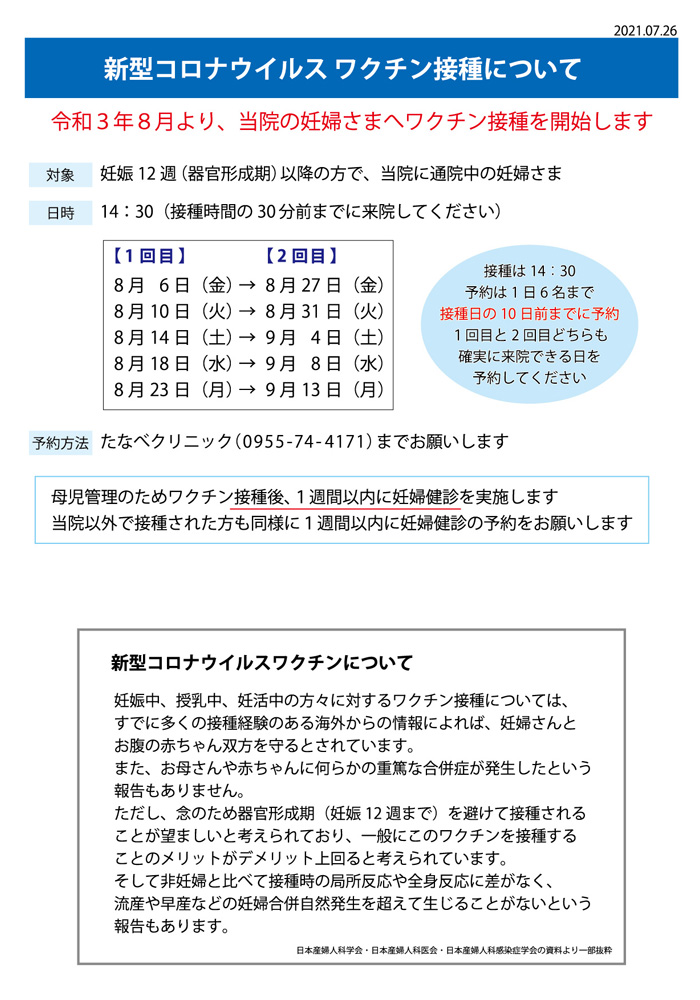 2021.07.26
新型コロナウイルス ワクチン接種について
令和３年８月より、当院の妊婦さまへワクチン接種を開始します
対象 妊娠 12 週（器官形成期）以降の方で、当院に通院中の妊婦さま
日時 14：30（接種時間の 30 分前までに来院してください）
【１回目】 【２回目】
8 月 6 日（金）→ 8 月 27 日（金）
8 月 10 日（火）→ 8 月 31 日（火）
8 月 14 日（土）→ 9 月 4 日（土）
8 月 18 日（水）→ 9 月 8 日（水）
8 月 23 日（月）→ 9 月 13 日（月）
接種は 14：30
予約は１日６名まで
接種日の 10 日前までに予約
１回目と２回目どちらも
確実に来院できる日を
予約してください
予約方法 たなべクリニック（0955-74-4171）までお願いします
母児管理のためワクチン接種後、１週間以内に妊婦健診を実施します
当院以外で接種された方も同様に１週間以内に妊婦健診の予約をお願いします
新型コロナウイルスワクチンについて
妊娠中、授乳中、妊活中の方々に対するワクチン接種については、
すでに多くの接種経験のある海外からの情報によれば、妊婦さんと
お腹の赤ちゃん双方を守るとされています。
また、お母さんや赤ちゃんに何らかの重篤な合併症が発生したという
報告もありません。
ただし、念のため器官形成期（妊娠 12 週まで）を避けて接種される
ことが望ましいと考えられており、一般にこのワクチンを接種する
ことのメリットがデメリット上回ると考えられています。
そして非妊婦と比べて接種時の局所反応や全身反応に差がなく、
流産や早産などの妊婦合併自然発生を超えて生じることがないという
報告もあります。
日本産婦人科学会・日本産婦人科医会・日本産婦人科感染症学会の資料より一部抜粋